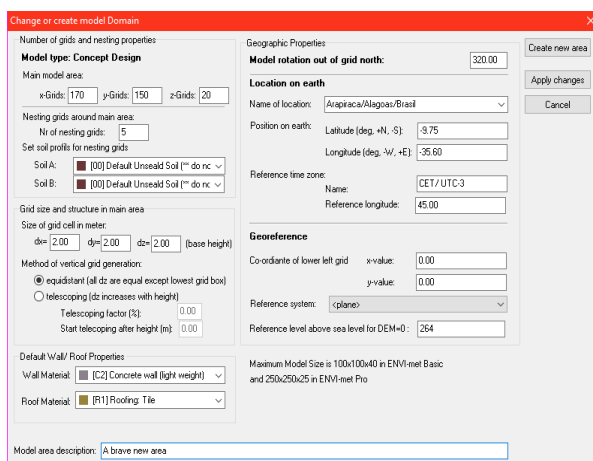 Change or create model Domain
Number of grids and nesting properties
Model type: Concept Design
Main model area:
x-Grids: 170 y-Grids: 150 z-Grids: 20
Nesting grids around main area:
Nr of nesting grids: 5
Set soil profils for nesting grids
Soil A: [00] Default Unseald Soil (** do nc
Soil B: [00] Default Unseald Soil (** do nc
Grid size and structure in main area
Size of grid cell in meter:
dx= 2.00 dy= 2.00 dz= 2.00 (base height)
Method of vertical grid generation:
equidistant (all dz are equal except lowest grid box)
telescoping (dz increases with height)
Telescoping factor (%): 0.00
Start telecoping after height (m): 0.00
Default Wall/ Roof Properties
Wall Material: [C2] Concrete wall (light weight)
Roof Material: [R1] Roofing: Tile
Geographic Properties
Model rotation out of grid north: 320.00
Location on earth
Name of location: Arapiraca/Alagoas/Brasil
Position on earth: Latitude (deg, +N, -S): -9.75
Longitude (deg, -W, +E): -35.60
Reference time zone:
Name: CET/ UTC-3
Reference longitude: 45.00
Georeference
Co-ordiante of lower left grid x-value: 0.00
y-value: 0.00
Reference system: <plane>
Reference level above sea level for DEM=0 : 264
Maximum Model Size is 100x100x40 in ENVI-met Basic
and 250x250x25 in ENVI-met Pro
Create new area
Apply changes
Cancel
Model area description: A brave new area